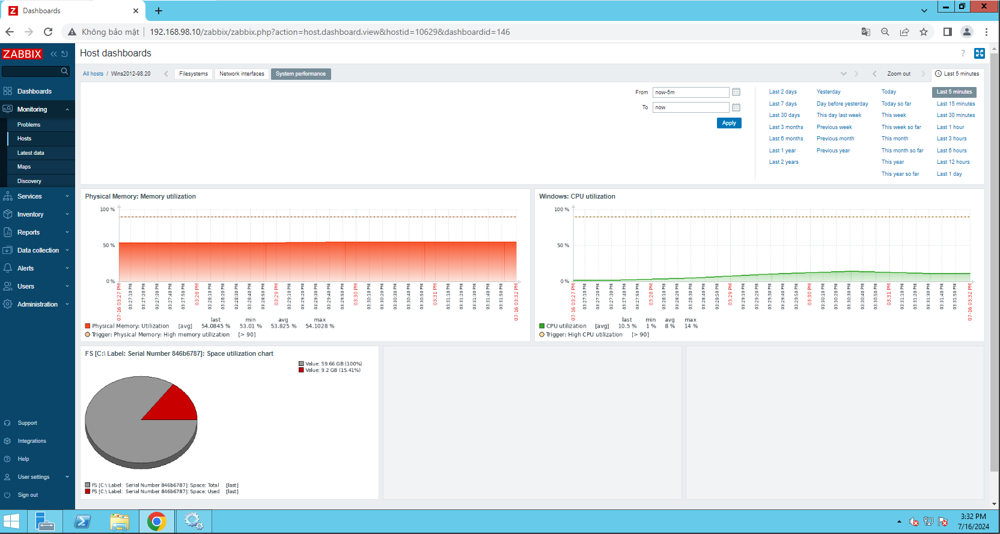 Dashboards
Không bảo mật
192.168.98.10/zabbix/zabbix.php?action=host.dashboard.view&hostid=10629&dashboardid=146
ZABBIX
Host dashboards
All hosts / Wins2012-98.20
Filesystems
Network interfaces
System performance
Zoom out
Last 5 minutes
Dashboards
Monitoring
Problems
Hosts
Latest data
Maps
Discovery
Services
Inventory
Reports
Data collection
Alerts
Users
Administration
Support
Integrations
Help
User settings
Sign out
From now-5m
To now
Apply
Last 2 days Yesterday Today Last 5 minutes
Last 7 days Day before yesterday Today so far Last 15 minutes
Last 30 days This day last week This week Last 30 minutes
Last 3 months Previous week This week so far Last 1 hour
Last 6 months Previous month This month Last 3 hours
Last 1 year Previous year This month so far Last 6 hours
Last 2 years This year Last 12 hours
This year so far Last 1 day
Physical Memory: Memory utilization
100 %
50 %
0 %
07-16 03:27 PM
03:27:10 PM
03:27:20 PM
03:27:30 PM
03:27:40 PM
03:27:50 PM
03:28 PM
03:28:10 PM
03:28:20 PM
03:28:30 PM
03:28:40 PM
03:28:50 PM
03:29 PM
03:29:10 PM
03:29:20 PM
03:29:30 PM
03:29:40 PM
03:29:50 PM
03:30 PM
03:30:10 PM
03:30:20 PM
03:30:30 PM
03:30:40 PM
03:30:50 PM
03:31 PM
03:31:10 PM
03:31:20 PM
03:31:30 PM
03:31:40 PM
03:31:50 PM
07-16 03:32 PM
last min avg max
Physical Memory: Utilization [avg] 54.0845 % 53.01 % 53.825 % 54.1028 %
Trigger: Physical Memory: High memory utilization [> 90]
Windows: CPU utilization
100 %
50 %
0 %
07-16 03:27 PM
03:27:10 PM
03:27:20 PM
03:27:30 PM
03:27:40 PM
03:27:50 PM
03:28 PM
03:28:10 PM
03:28:20 PM
03:28:30 PM
03:28:40 PM
03:28:50 PM
03:29 PM
03:29:10 PM
03:29:20 PM
03:29:30 PM
03:29:40 PM
03:29:50 PM
03:30 PM
03:30:10 PM
03:30:20 PM
03:30:30 PM
03:30:40 PM
03:30:50 PM
03:31 PM
03:31:10 PM
03:31:20 PM
03:31:30 PM
03:31:40 PM
03:31:50 PM
07-16 03:32 PM
last min avg max
CPU utilization [avg] 10.5 % 1 % 8 % 14 %
Trigger: High CPU utilization [> 90]
FS [C:\ Label: Serial Number 846b6787]: Space utilization chart
Value: 59.66 GB (100%)
Value: 9.2 GB (15.41%)
FS [C:\ Label: Serial Number 846b6787]: Space: Total [last]
FS [C:\ Label: Serial Number 846b6787]: Space: Used [last]
3:32 PM
7/16/2024